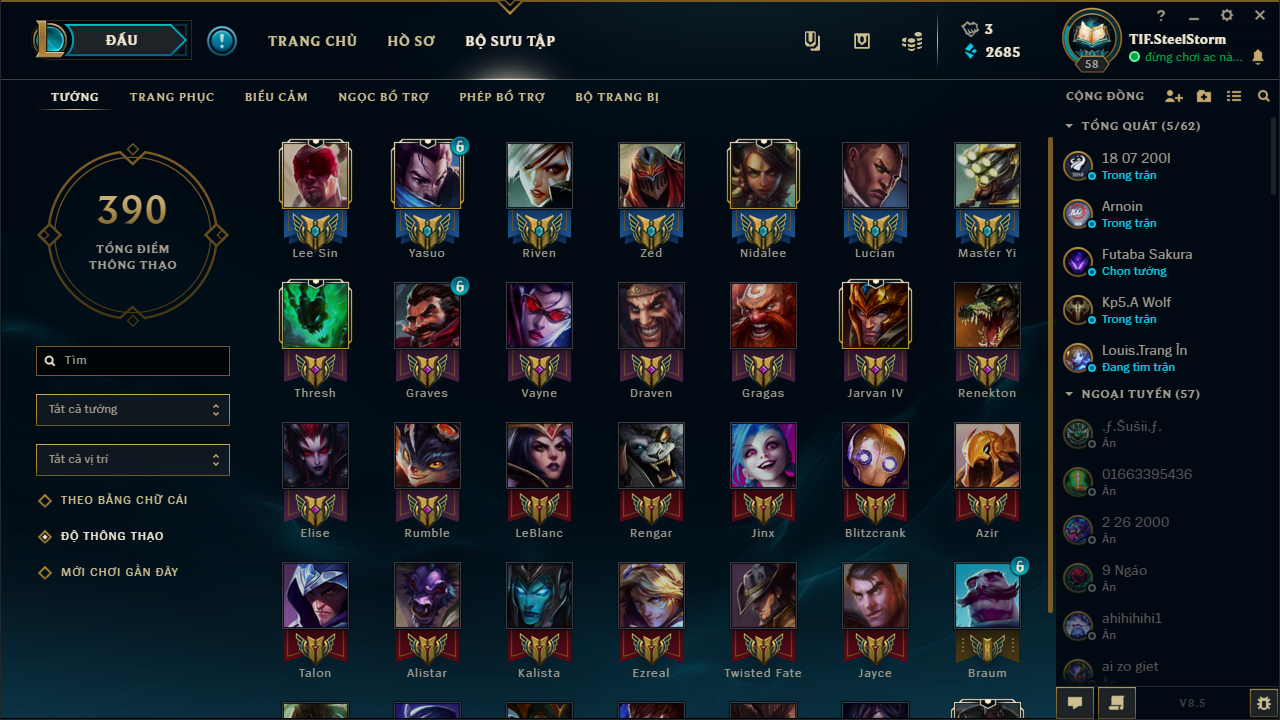 ĐẤU
TRANG CHỦ
HỒ SƠ
BỘ SƯU TẬP
3
2685
58
TIF.SteelStorm
đừng chơi ac nà...
TƯỚNG
TRANG PHỤC
BIỂU CẢM
NGỌC BỔ TRỢ
PHÉP BỔ TRỢ
BỘ TRANG BỊ
390
TỔNG ĐIỂM
THÔNG THẠO
Tìm
Tất cả tướng
Tất cả vị trí
THEO BẢNG CHỮ CÁI
ĐỘ THÔNG THẠO
MỚI CHƠI GẦN ĐÂY
6
Lee Sin
Yasuo
Riven
Zed
Nidalee
Lucian
Master Yi
6
Thresh
Graves
Vayne
Draven
Gragas
Jarvan IV
Renekton
Elise
Rumble
LeBlanc
Rengar
Jinx
Blitzcrank
Azir
6
Talon
Alistar
Kalista
Ezreal
Twisted Fate
Jayce
Braum
CỘNG ĐỒNG
TỔNG QUÁT (5/62)
18 07 200l
Trong trận
Arnoin
Trong trận
Futaba Sakura
Chọn tướng
Kp5.A Wolf
Trong trận
Louis.Trang Ỉn
Đang tìm trận
NGOẠI TUYẾN (57)
.ƒ.Šušii.ƒ.
Ẩn
01663395436
Ẩn
2 26 2000
Ẩn
9 Ngáo
Ẩn
ahihihihi1
Ẩn
ai zo giet
Ẩn
V8.5